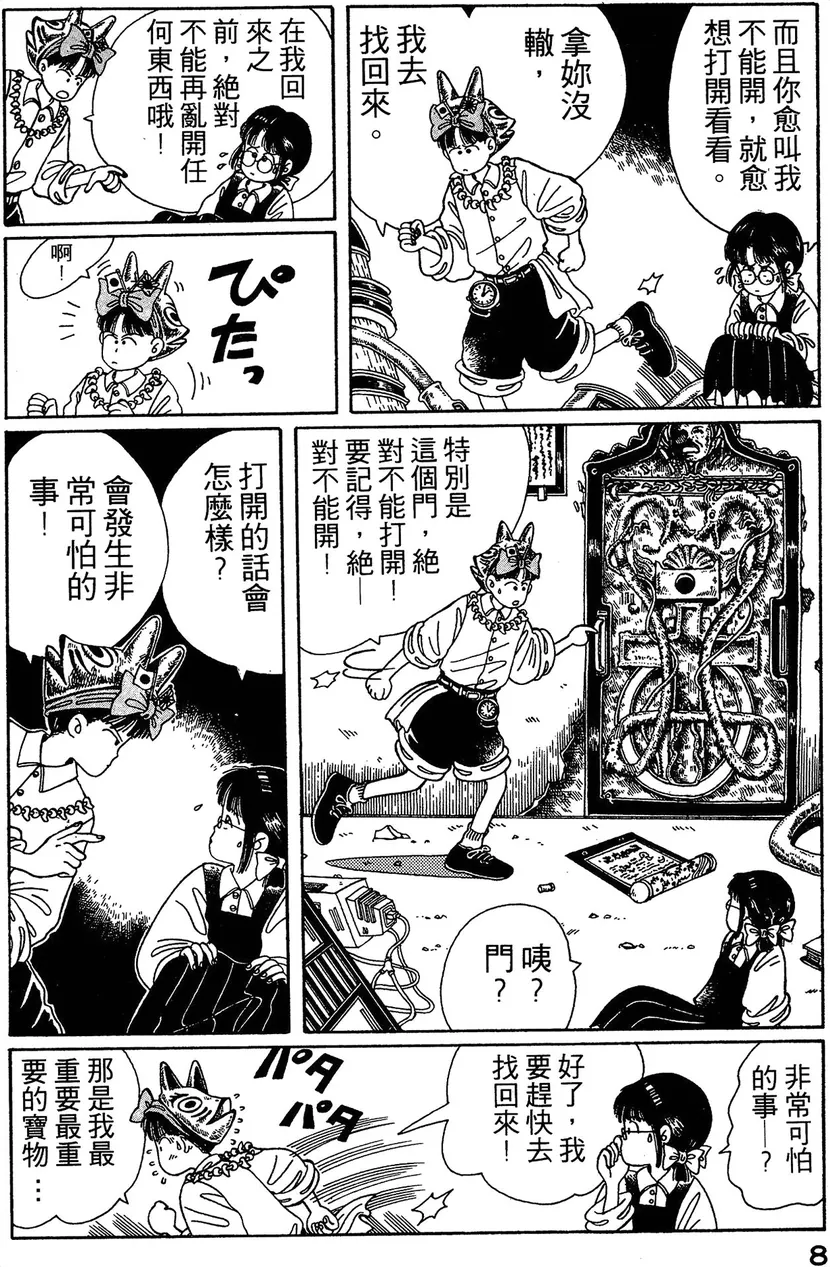 而且你愈叫我
不能開，就愈
想打開看看。
拿妳沒
轍，
我去
找回來。
在我回
來之
前，絕對
不能再亂開任
何東西哦！
啊！
ぴたっ
特別是
這個門，絕
對不能打開！
要記得，絕—
對不能開！
咦？
門？
打開的話會
怎麼樣？
會發生非
常可怕的
事！
非常可怕
的事—？
好了，我
要趕快去
找回來！
パタ
パタ
那是我最
重要最重
要的寶物…
8